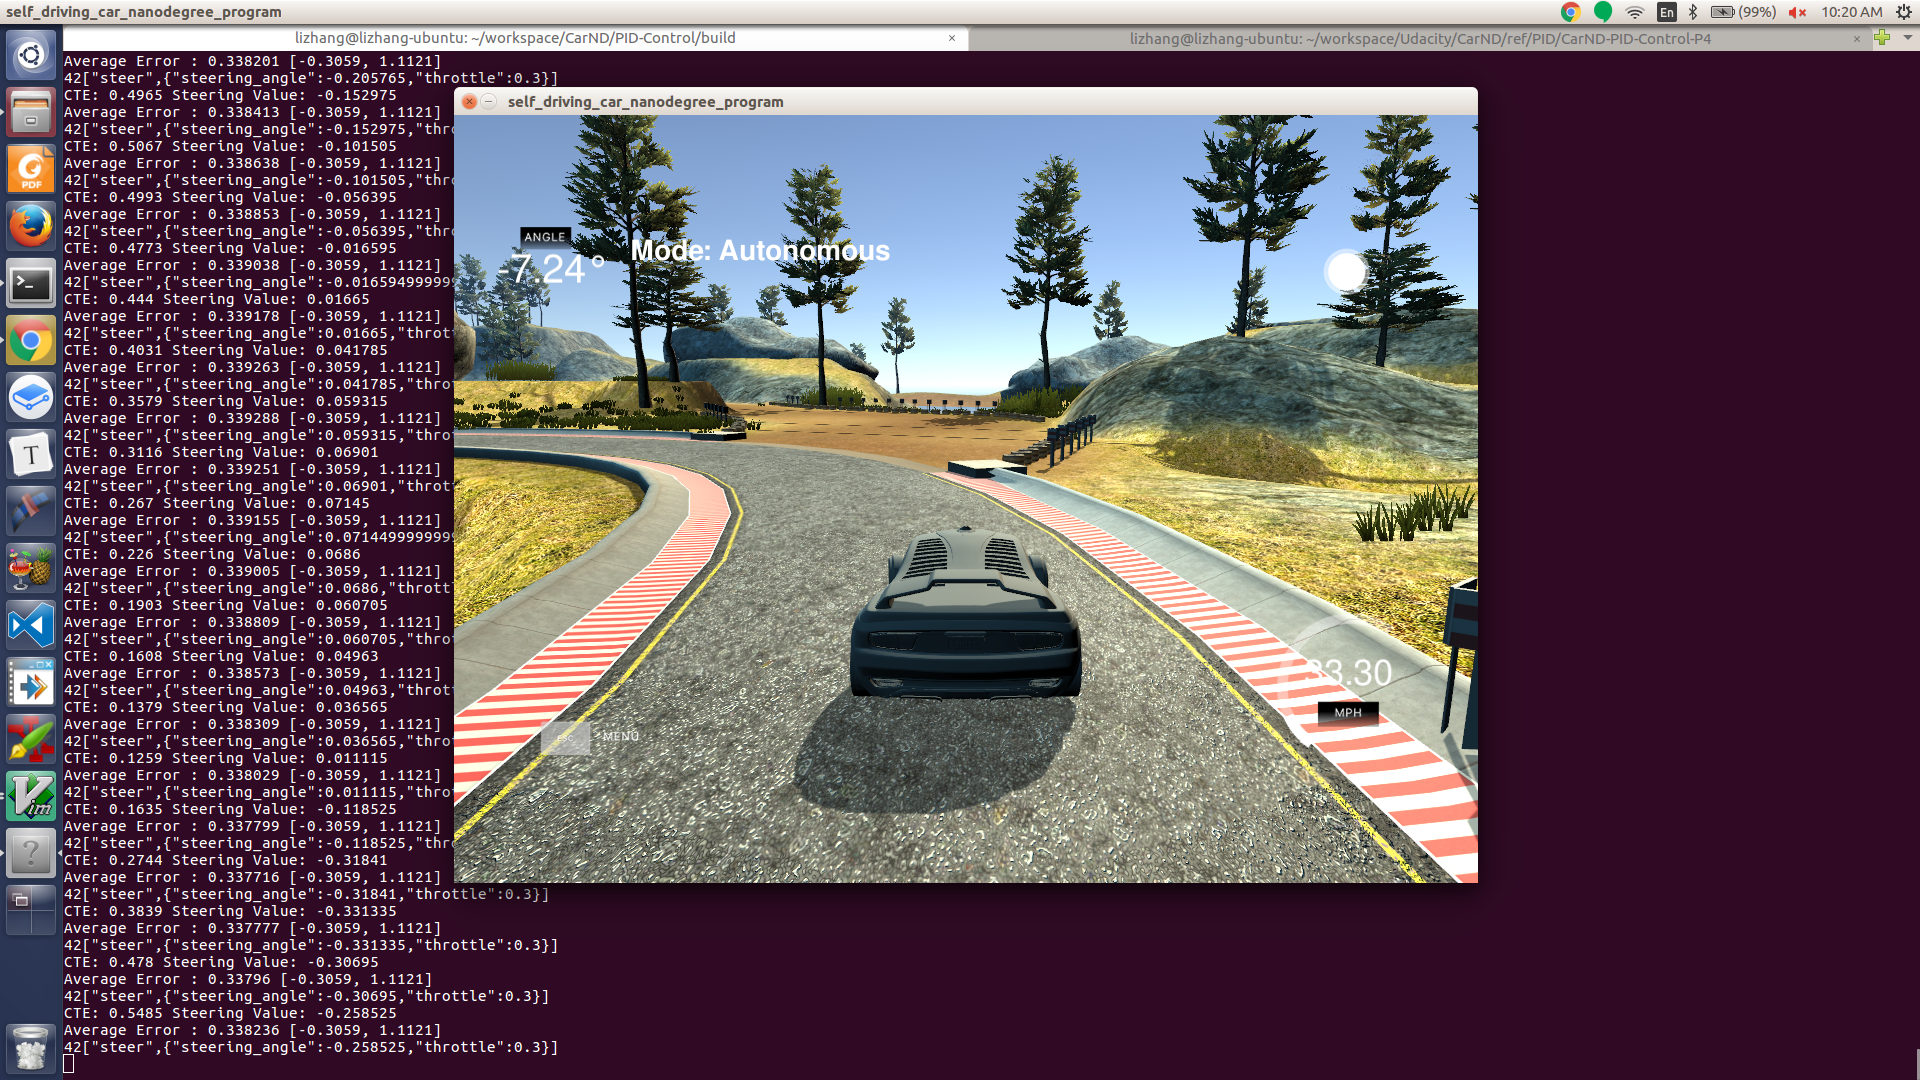 self_driving_car_nanodegree_program
En
(99%)
10:20 AM
lizhang@lizhang-ubuntu: ~/workspace/CarND/PID-Control/build
×
lizhang@lizhang-ubuntu: ~/workspace/Udacity/CarND/ref/PID/CarND-PID-Control-P4
×
Average Error : 0.338201 [-0.3059, 1.1121]
42["steer",{"steering_angle":-0.205765,"throttle":0.3}]
CTE: 0.4965 Steering Value: -0.152975
Average Error : 0.338413 [-0.3059, 1.1121]
42["steer",{"steering_angle":-0.152975,"thro
CTE: 0.5067 Steering Value: -0.101505
Average Error : 0.338638 [-0.3059, 1.1121]
42["steer",{"steering_angle":-0.101505,"thro
CTE: 0.4993 Steering Value: -0.056395
Average Error : 0.338853 [-0.3059, 1.1121]
42["steer",{"steering_angle":-0.056395,"thro
CTE: 0.4773 Steering Value: -0.016595
Average Error : 0.339038 [-0.3059, 1.1121]
42["steer",{"steering_angle":-0.016594999999
CTE: 0.444 Steering Value: 0.01665
Average Error : 0.339178 [-0.3059, 1.1121]
42["steer",{"steering_angle":0.01665,"thrott
CTE: 0.4031 Steering Value: 0.041785
Average Error : 0.339263 [-0.3059, 1.1121]
42["steer",{"steering_angle":0.041785,"thro
CTE: 0.3579 Steering Value: 0.059315
Average Error : 0.339288 [-0.3059, 1.1121]
42["steer",{"steering_angle":0.059315,"thro
CTE: 0.3116 Steering Value: 0.06901
Average Error : 0.339251 [-0.3059, 1.1121]
42["steer",{"steering_angle":0.06901,"thrott
CTE: 0.267 Steering Value: 0.07145
Average Error : 0.339155 [-0.3059, 1.1121]
42["steer",{"steering_angle":0.0714499999999
CTE: 0.226 Steering Value: 0.0686
Average Error : 0.339005 [-0.3059, 1.1121]
42["steer",{"steering_angle":0.0686,"thrott
CTE: 0.1903 Steering Value: 0.060705
Average Error : 0.338809 [-0.3059, 1.1121]
42["steer",{"steering_angle":0.060705,"thro
CTE: 0.1608 Steering Value: 0.04963
Average Error : 0.338573 [-0.3059, 1.1121]
42["steer",{"steering_angle":0.04963,"thrott
CTE: 0.1379 Steering Value: 0.036565
Average Error : 0.338309 [-0.3059, 1.1121]
42["steer",{"steering_angle":0.036565,"thro
CTE: 0.1259 Steering Value: 0.011115
Average Error : 0.338029 [-0.3059, 1.1121]
42["steer",{"steering_angle":0.011115,"thro
CTE: 0.1635 Steering Value: -0.118525
Average Error : 0.337799 [-0.3059, 1.1121]
42["steer",{"steering_angle":-0.118525,"thro
CTE: 0.2744 Steering Value: -0.31841
Average Error : 0.337716 [-0.3059, 1.1121]
42["steer",{"steering_angle":-0.31841,"throttle":0.3}]
CTE: 0.3839 Steering Value: -0.331335
Average Error : 0.337777 [-0.3059, 1.1121]
42["steer",{"steering_angle":-0.331335,"throttle":0.3}]
CTE: 0.478 Steering Value: -0.30695
Average Error : 0.33796 [-0.3059, 1.1121]
42["steer",{"steering_angle":-0.30695,"throttle":0.3}]
CTE: 0.5485 Steering Value: -0.258525
Average Error : 0.338236 [-0.3059, 1.1121]
42["steer",{"steering_angle":-0.258525,"throttle":0.3}]
self_driving_car_nanodegree_program
ANGLE
-7.24°
Mode: Autonomous
33.30
MPH
ESC
MENU
PDF
T
Vim
?